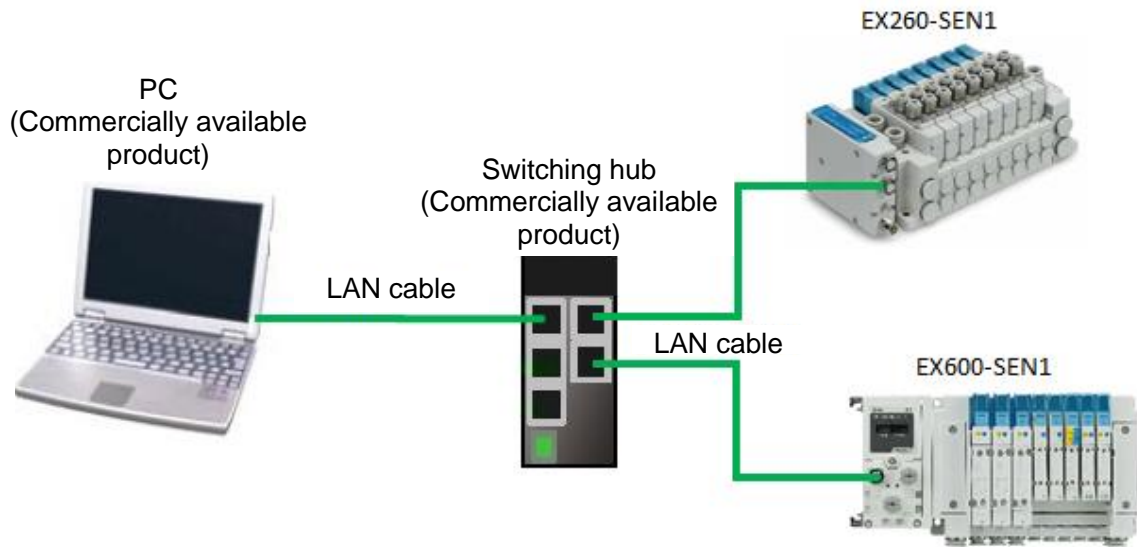 EX260-SEN1
PC
(Commercially available
product)
Switching hub
(Commercially available
product)
LAN cable
LAN cable
EX600-SEN1